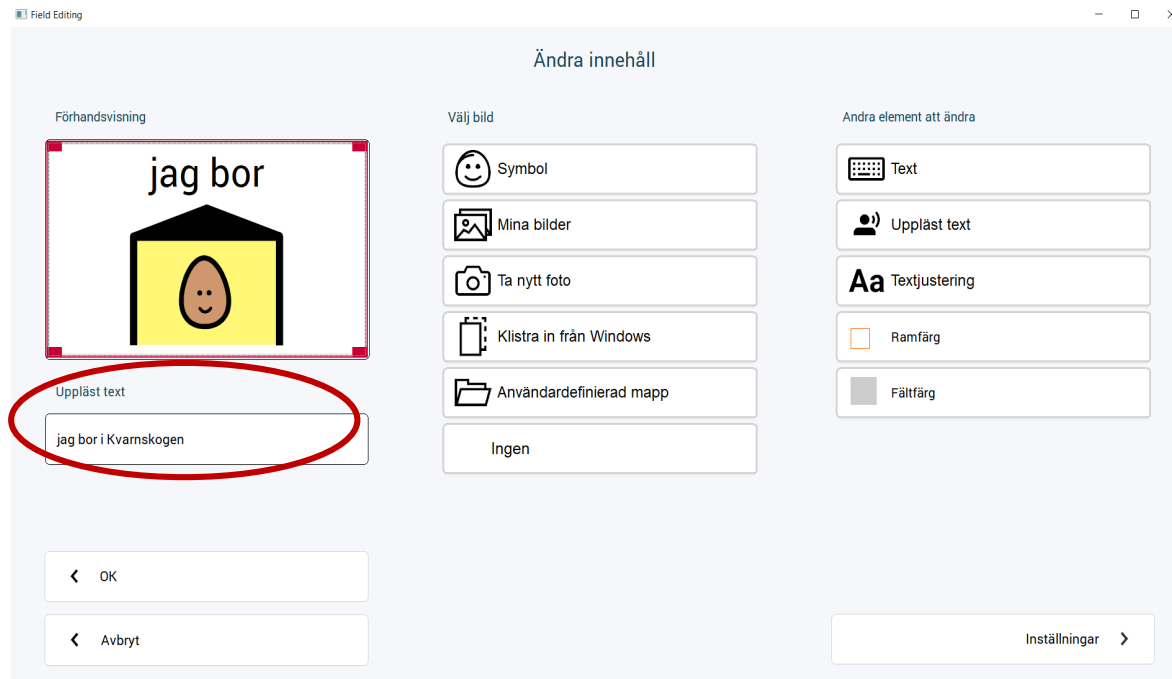 Field Editing
Ändra innehåll
Förhandsvisning
jag bor
Uppläst text
jag bor i Kvarnskogen
OK
Avbryt
Välj bild
Symbol
Mina bilder
Ta nytt foto
Klistra in från Windows
Användardefinierad mapp
Ingen
Andra element att ändra
Text
Uppläst text
Aa Textjustering
Ramfärg
Fältfärg
Inställningar